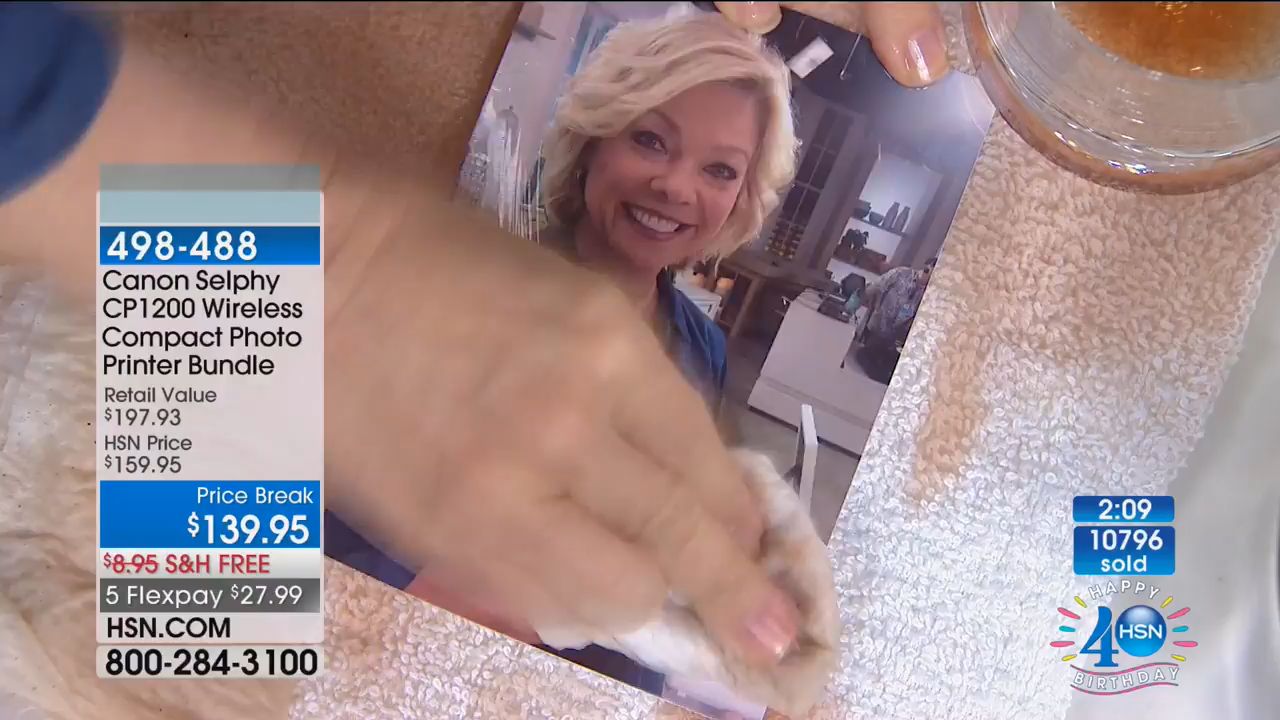 498-488
Canon Selphy
CP1200 Wireless
Compact Photo
Printer Bundle
Retail Value
$197.93
HSN Price
$159.95
Price Break
$139.95
$8.95 S&H FREE
5 Flexpay $27.99
HSN.COM
800-284-3100
2:09
10796
sold
HAPPY
40 HSN
BIRTHDAY